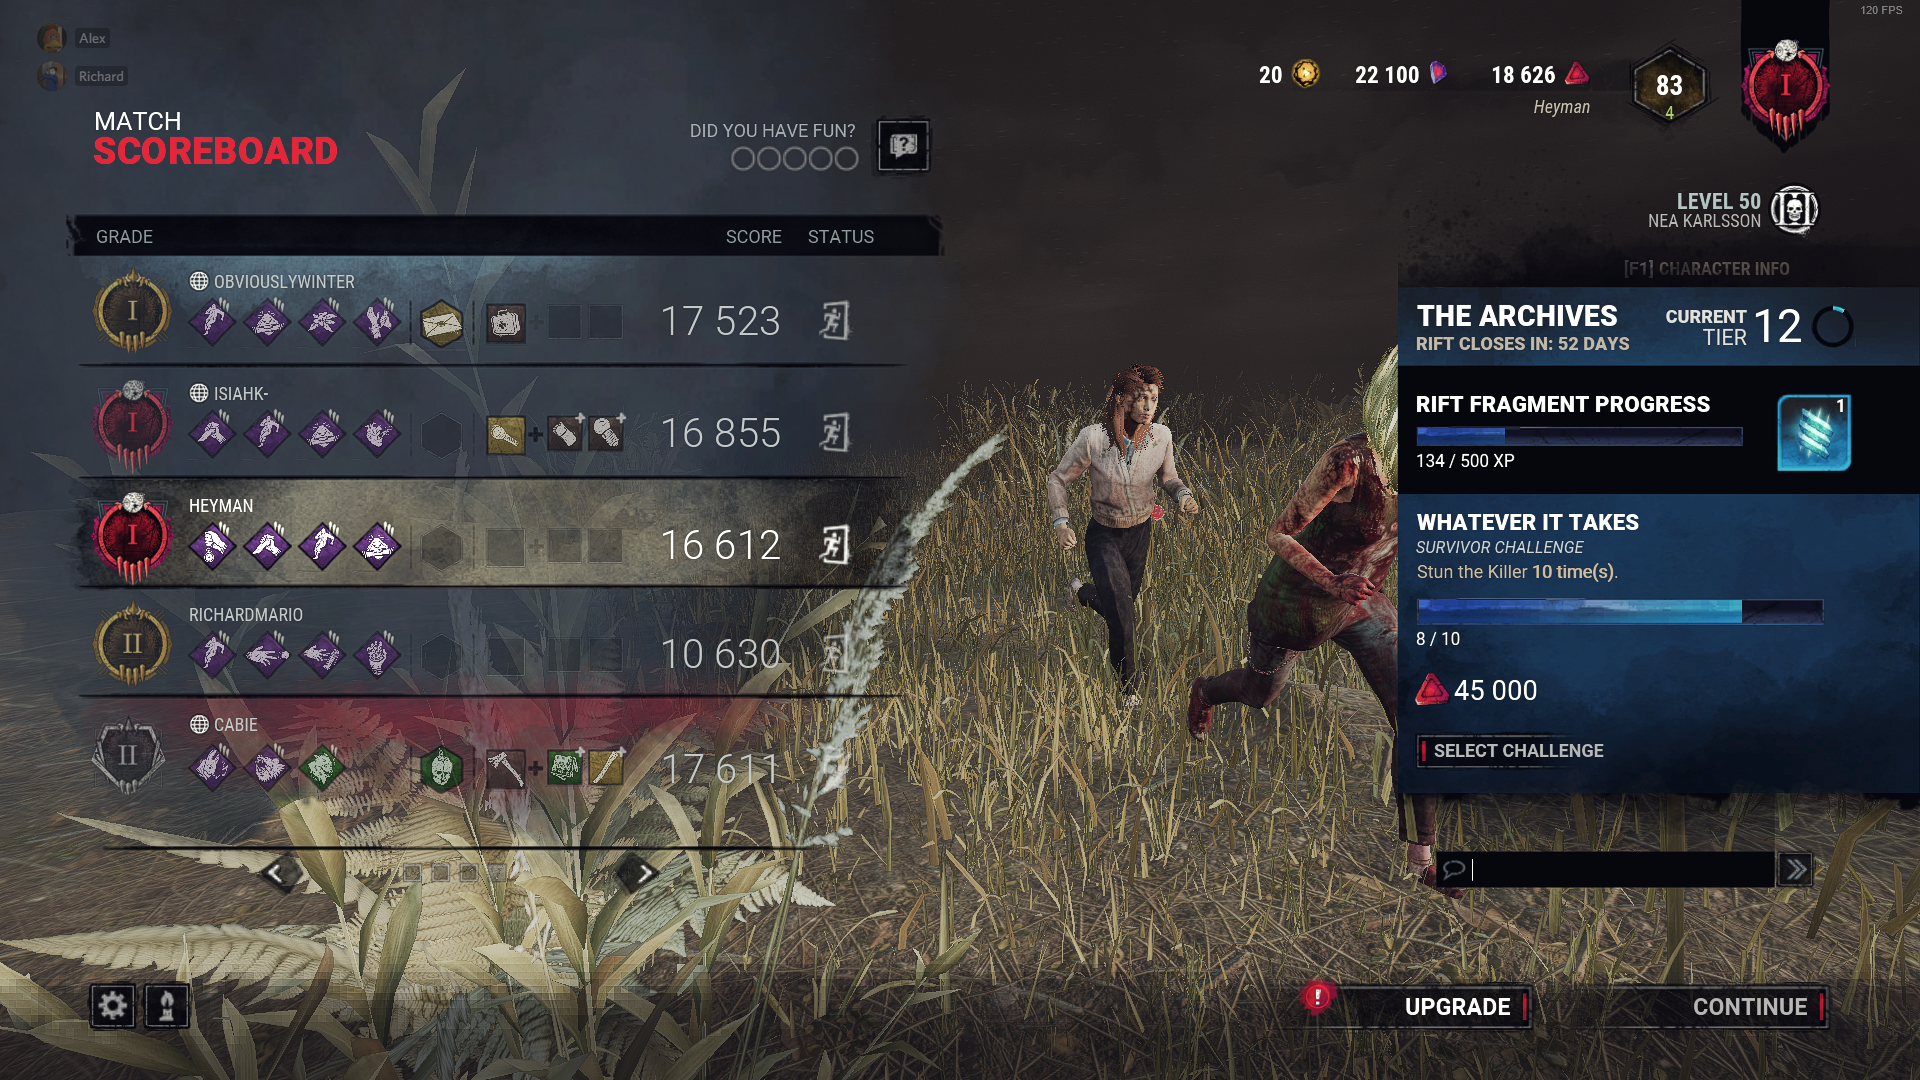 120 FPS
Alex
Richard
20
22 100
18 626
Heyman
83
4
I
MATCH
SCOREBOARD
DID YOU HAVE FUN?
?
LEVEL 50
NEA KARLSSON
III
[F1] CHARACTER INFO
GRADE SCORE STATUS
I OBVIOUSLYWINTER 17 523
I ISIAHK- 16 855
I HEYMAN 16 612
II RICHARDMARIO 10 630
II CABIE 17 611
THE ARCHIVES
RIFT CLOSES IN: 52 DAYS
CURRENT
TIER 12
RIFT FRAGMENT PROGRESS
1
134 / 500 XP
WHATEVER IT TAKES
SURVIVOR CHALLENGE
Stun the Killer 10 time(s).
8 / 10
45 000
SELECT CHALLENGE
!
UPGRADE
CONTINUE